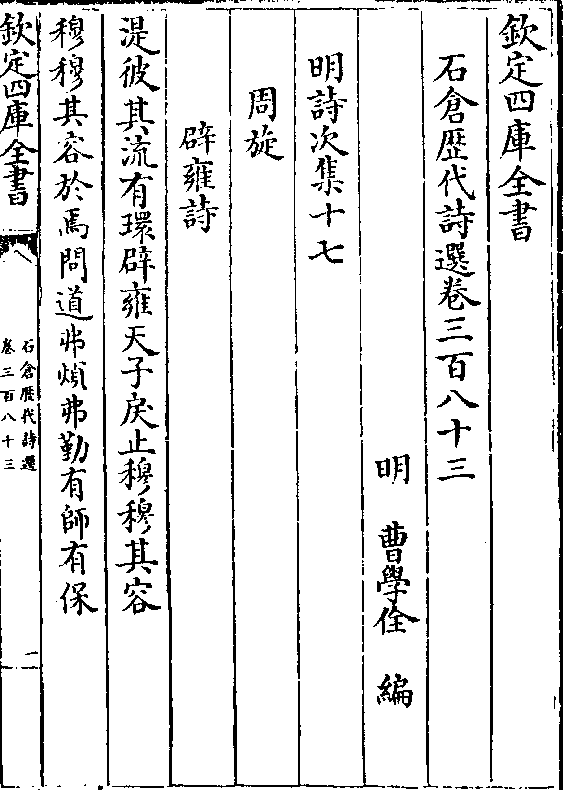 欽定四庫全書
石倉歴代詩選卷三百八十三
明 曹學佺 編
明詩次集十七
周旋
辟雍詩
湜彼其流有環辟雍天子戾止穆穆其容
穆穆其容於焉問道弗煩弗勤有師有保
欽定四庫全書
石倉歴代詩選
卷三百八十三
一